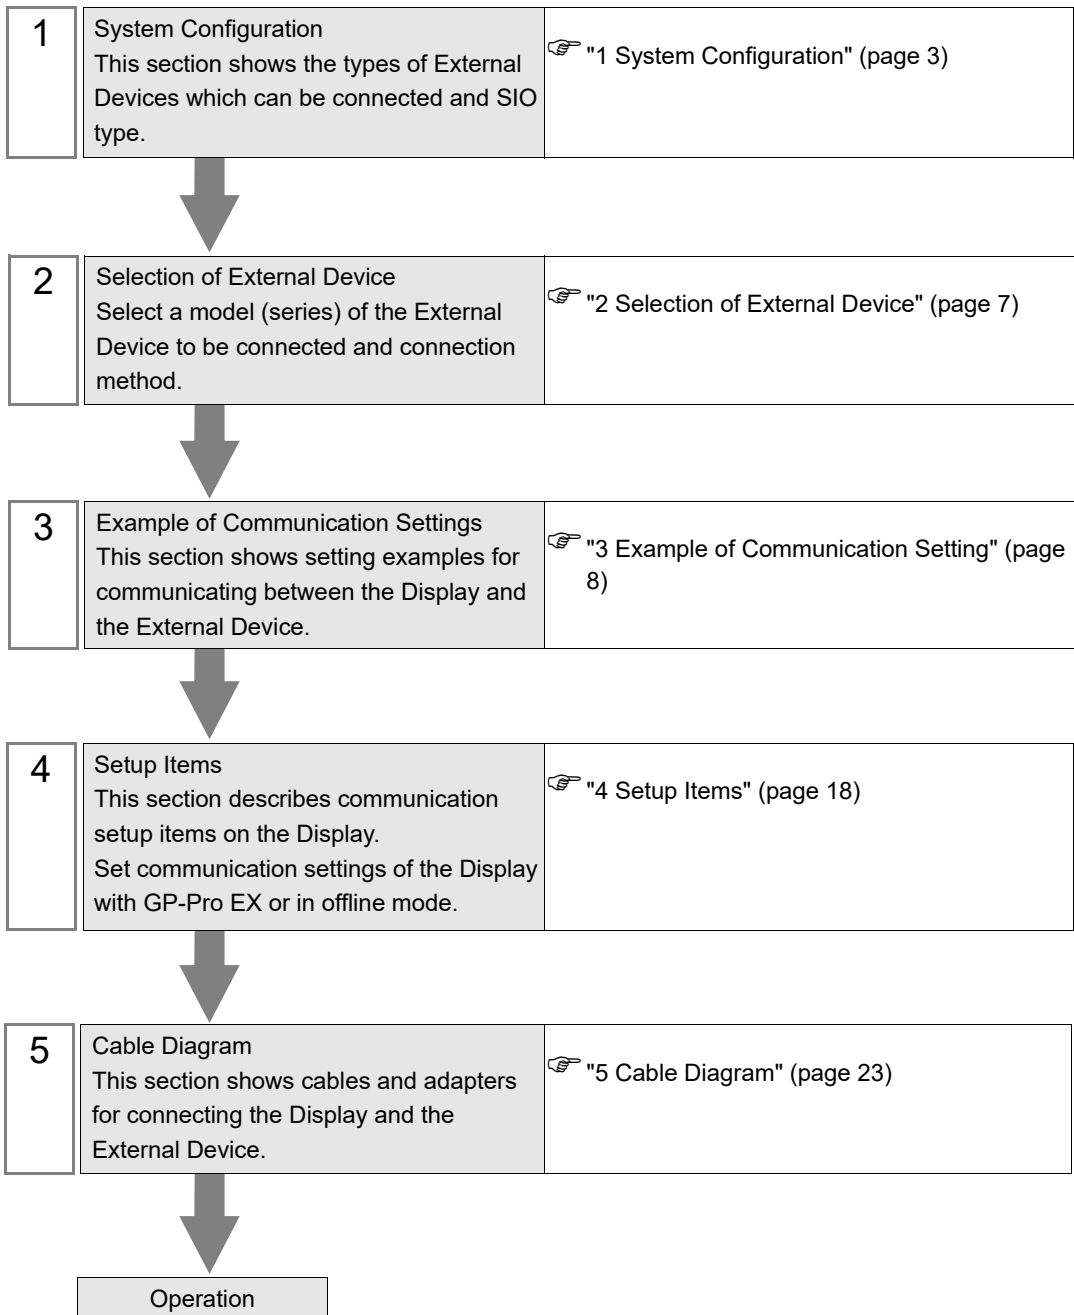 1
System Configuration
This section shows the types of External
Devices which can be connected and SIO
type.
"1 System Configuration" (page 3)
2
Selection of External Device
Select a model (series) of the External
Device to be connected and connection
method.
"2 Selection of External Device" (page 7)
3
Example of Communication Settings
This section shows setting examples for
communicating between the Display and
the External Device.
"3 Example of Communication Setting" (page
8)
4
Setup Items
This section describes communication
setup items on the Display.
Set communication settings of the Display
with GP-Pro EX or in offline mode.
"4 Setup Items" (page 18)
5
Cable Diagram
This section shows cables and adapters
for connecting the Display and the
External Device.
"5 Cable Diagram" (page 23)
Operation